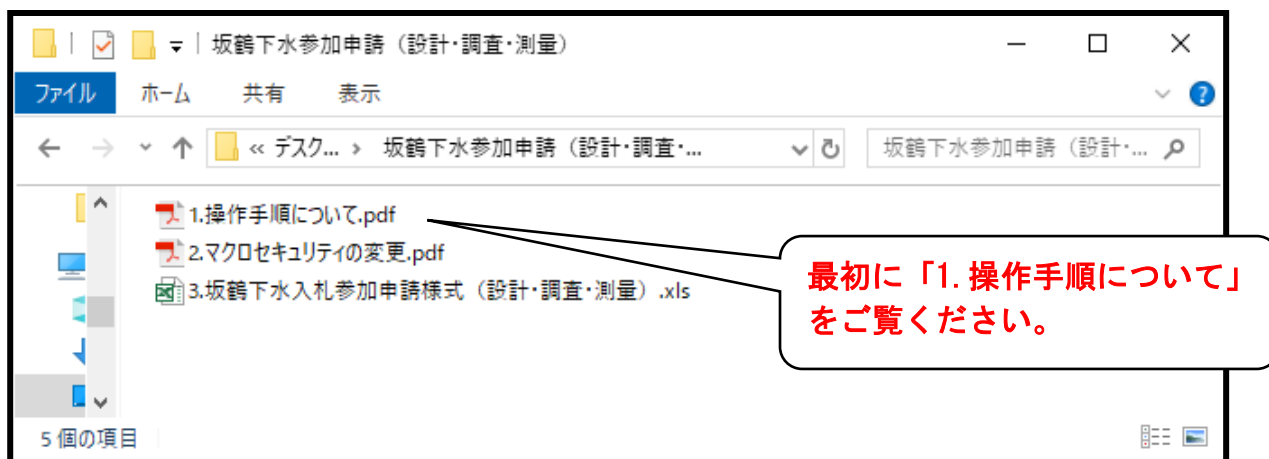 坂鶴下水参加申請（設計・調査・測量）
ファイル ホーム 共有 表示
« デスク... › 坂鶴下水参加申請（設計・調査・...
坂鶴下水参加申請（設計・...
1.操作手順について.pdf
2.マクロセキュリティの変更.pdf
3.坂鶴下水入札参加申請様式（設計・調査・測量）.xls
最初に「1.操作手順について」
をご覧ください。
5 個の項目